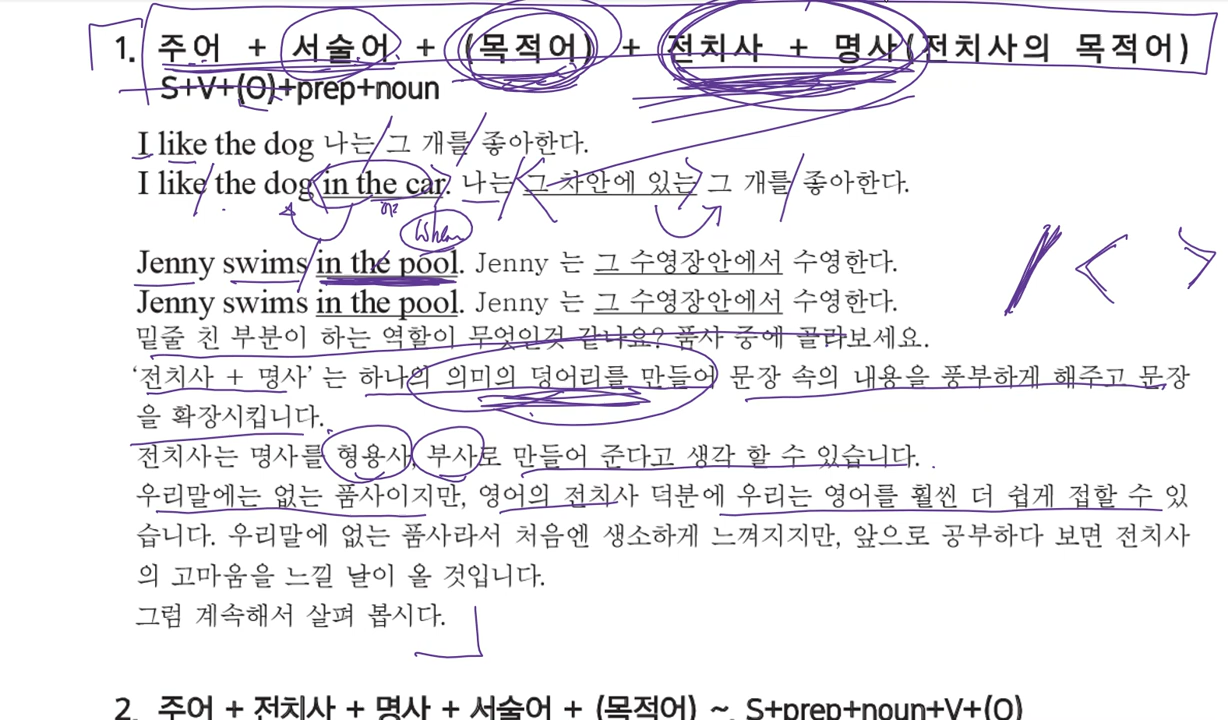 1. 주어 + 서술어 + (목적어) + 전치사 + 명사(전치사의 목적어)
S+V+(O)+prep+noun
I like the dog 나는 그 개를 좋아한다.
I like the dog in the car. 나는 그 차안에 있는 그 개를 좋아한다.
Jenny swims in the pool. Jenny 는 그 수영장안에서 수영한다.
Jenny swims in the pool. Jenny 는 그 수영장안에서 수영한다.
밑줄 친 부분이 하는 역할이 무엇인것 같나요? 품사 중에 골라보세요.
‘전치사 + 명사’ 는 하나의 의미의 덩어리를 만들어 문장 속의 내용을 풍부하게 해주고 문장
을 확장시킵니다.
전치사는 명사를 형용사, 부사로 만들어 준다고 생각 할 수 있습니다.
우리말에는 없는 품사이지만, 영어의 전치사 덕분에 우리는 영어를 훨씬 더 쉽게 접할 수 있
습니다. 우리말에 없는 품사라서 처음엔 생소하게 느껴지지만, 앞으로 공부하다 보면 전치사
의 고마움을 느낄 날이 올 것입니다.
그럼 계속해서 살펴 봅시다.
2. 주어 + 전치사 + 명사 + 서술어 + (목적어) ~ S+prep+noun+V+(O)